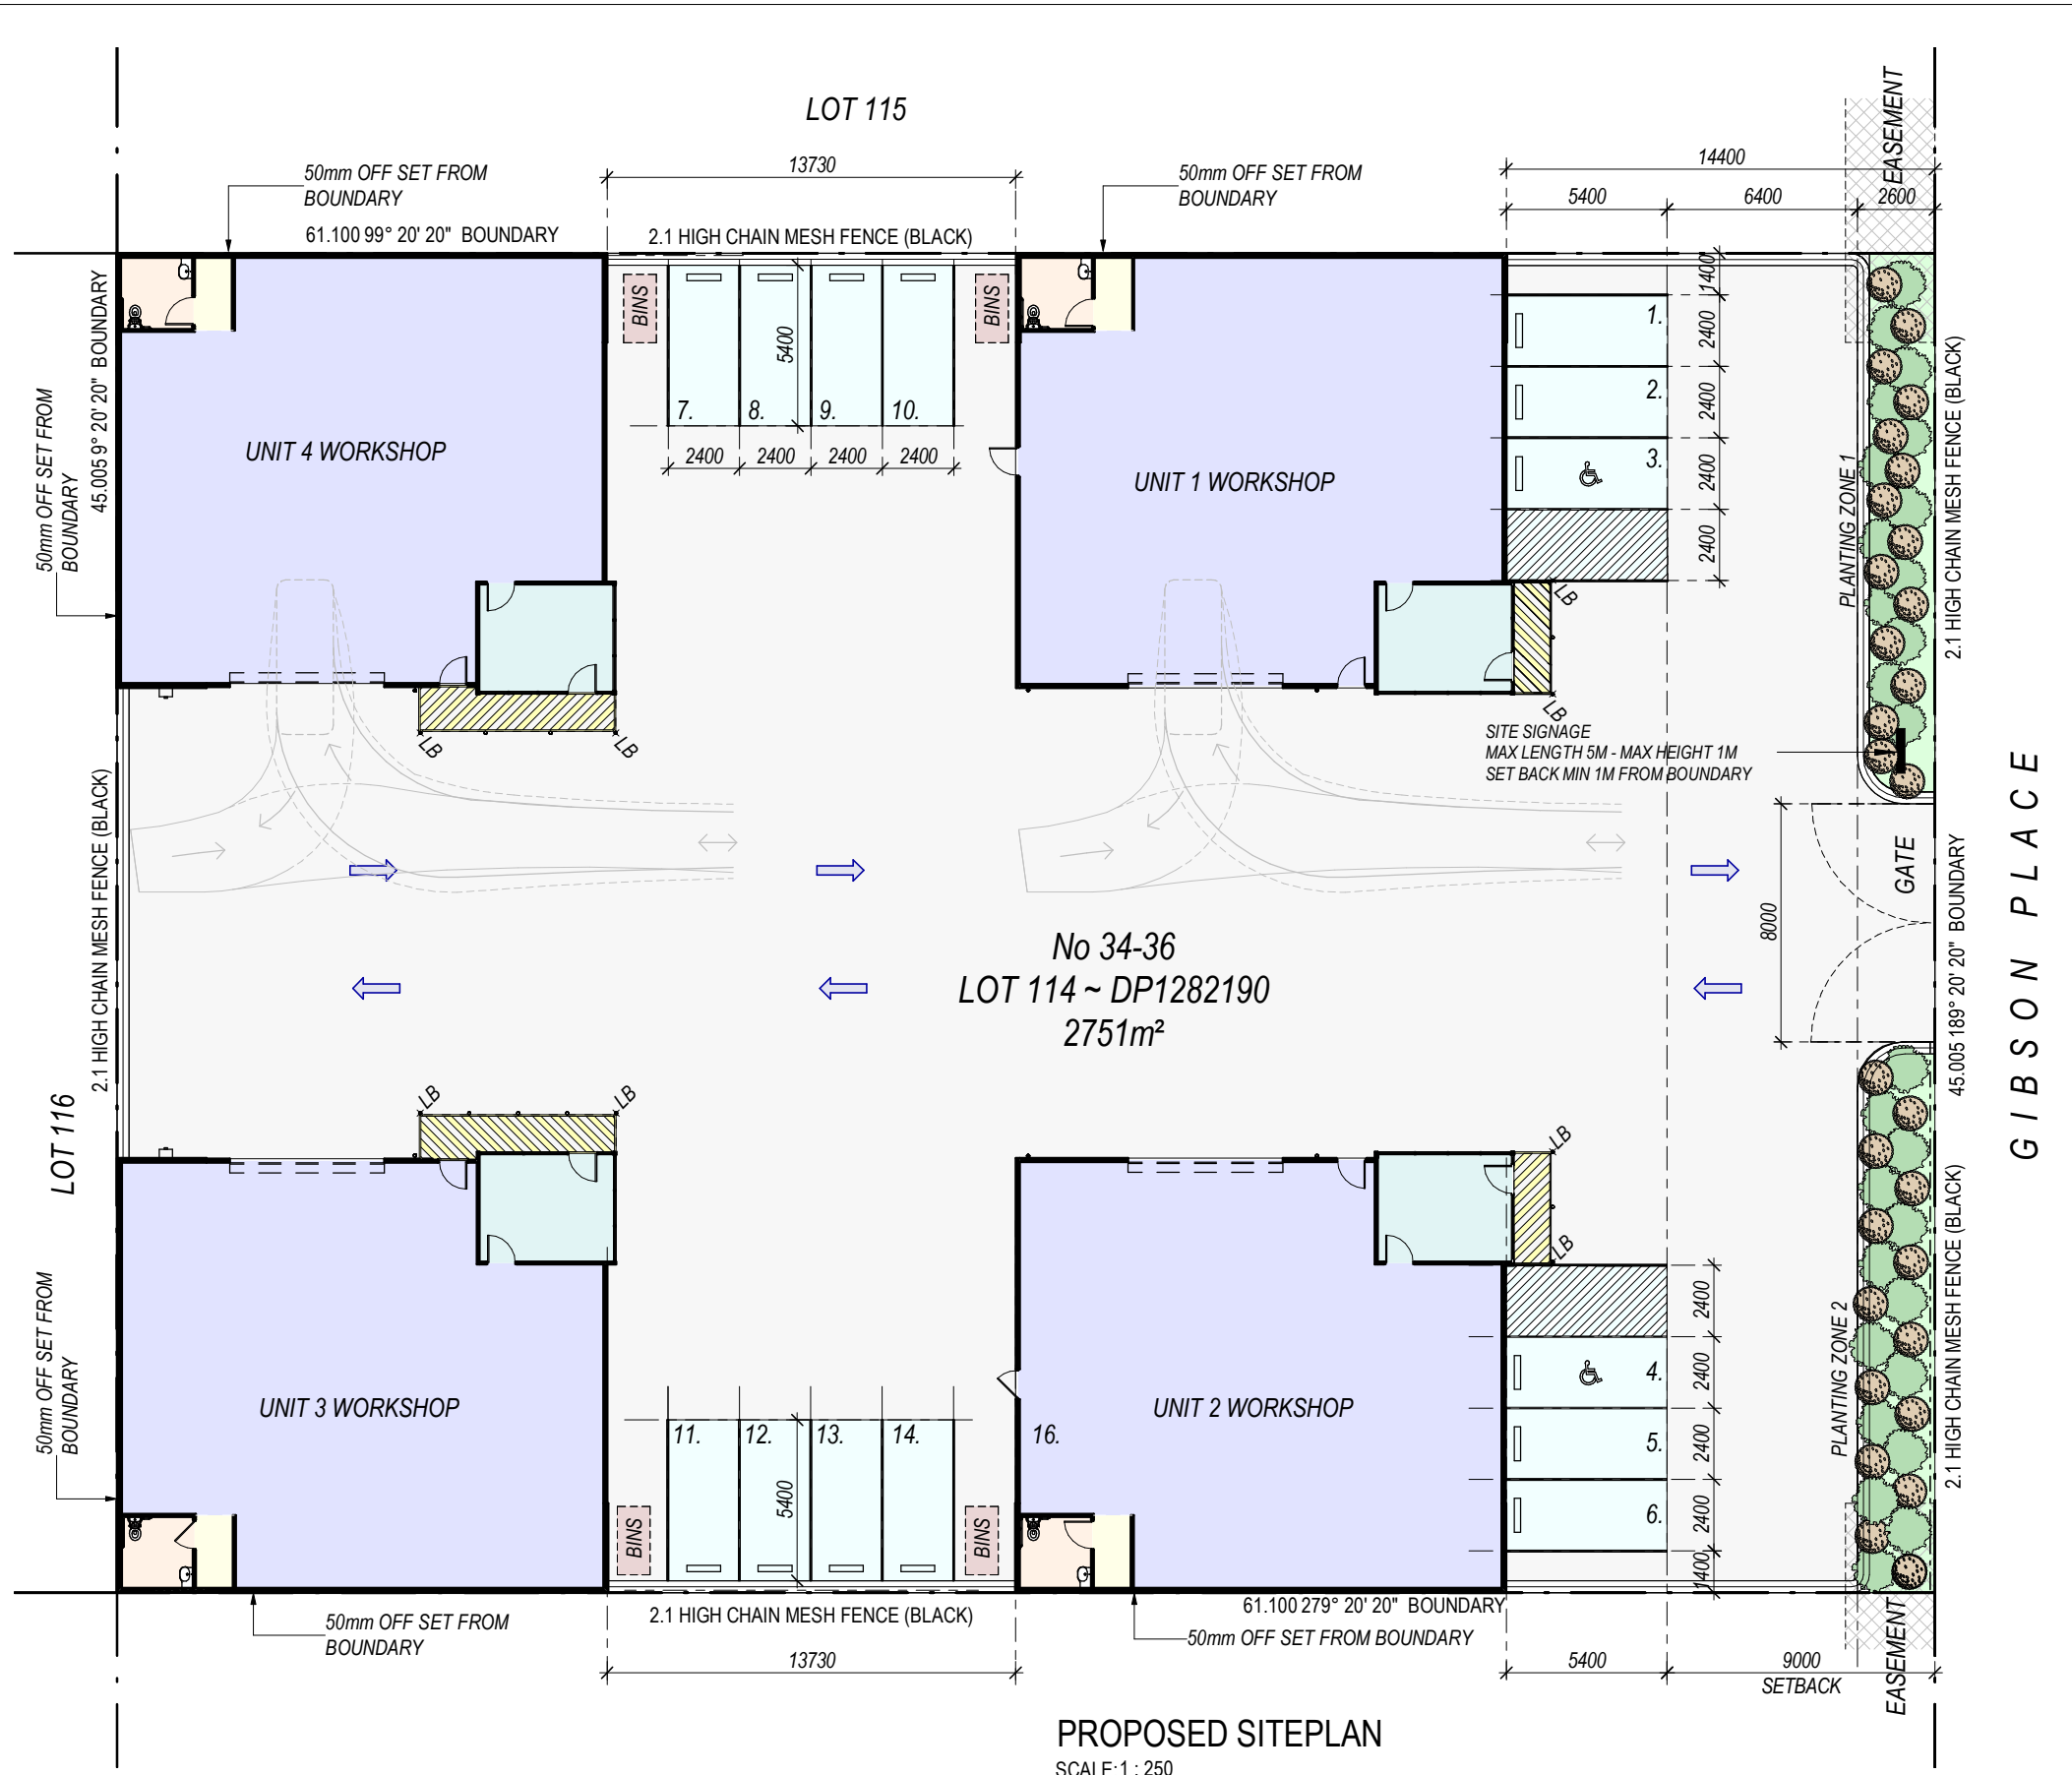 LOT 115
EASEMENT
50mm OFF SET FROM
BOUNDARY
13730
50mm OFF SET FROM
BOUNDARY
14400
5400
6400
2600
61.100 99° 20' 20" BOUNDARY
2.1 HIGH CHAIN MESH FENCE (BLACK)
45.005 9° 20' 20" BOUNDARY
50mm OFF SET FROM
BOUNDARY
BINS
BINS
5400
7.
8.
9.
10.
2400
2400
2400
2400
1400
1.
2400
2.
2400
3.
2400
2400
UNIT 4 WORKSHOP
UNIT 1 WORKSHOP
PLANTING ZONE 1
2.1 HIGH CHAIN MESH FENCE (BLACK)
LB
LB
LB
LB
SITE SIGNAGE
MAX LENGTH 5M - MAX HEIGHT 1M
SET BACK MIN 1M FROM BOUNDARY
2.1 HIGH CHAIN MESH FENCE (BLACK)
GATE
8000
45.005 189° 20' 20" BOUNDARY
GIBSON PLACE
No 34-36
LOT 114 ~ DP1282190
2751m²
LOT 116
LB
LB
LB
LB
2400
4.
2400
5.
2400
6.
2400
1400
PLANTING ZONE 2
2.1 HIGH CHAIN MESH FENCE (BLACK)
50mm OFF SET FROM
BOUNDARY
UNIT 3 WORKSHOP
UNIT 2 WORKSHOP
11.
12.
13.
14.
16.
5400
BINS
BINS
50mm OFF SET FROM
BOUNDARY
2.1 HIGH CHAIN MESH FENCE (BLACK)
61.100 279° 20' 20" BOUNDARY
50mm OFF SET FROM BOUNDARY
13730
5400
9000
SETBACK
EASEMENT
PROPOSED SITEPLAN
SCALE: 1 : 250